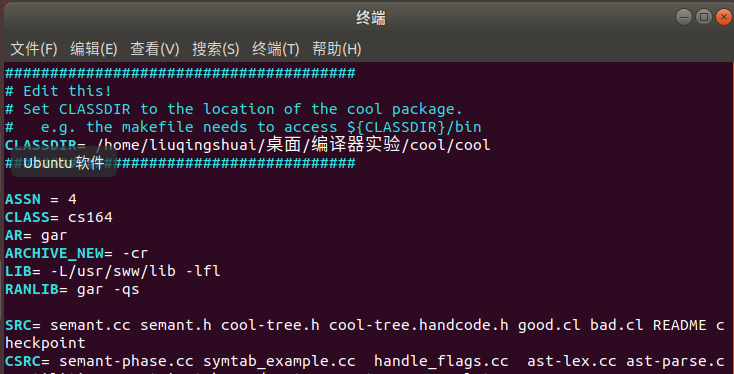 终端
文件(F) 编辑(E) 查看(V) 搜索(S) 终端(T) 帮助(H)
#######################################
# Edit this!
# Set CLASSDIR to the location of the cool package.
#   e.g. the makefile needs to access ${CLASSDIR}/bin
CLASSDIR= /home/liuqingshuai/桌面/编译器实验/cool/cool
Ubuntu 软件
#######################################
ASSN = 4
CLASS= cs164
AR= gar
ARCHIVE_NEW= -cr
LIB= -L/usr/sww/lib -lfl
RANLIB= gar -qs
SRC= semant.cc semant.h cool-tree.h cool-tree.handcode.h good.cl bad.cl README c
heckpoint
CSRC= semant-phase.cc symtab_example.cc  handle_flags.cc  ast-lex.cc ast-parse.c